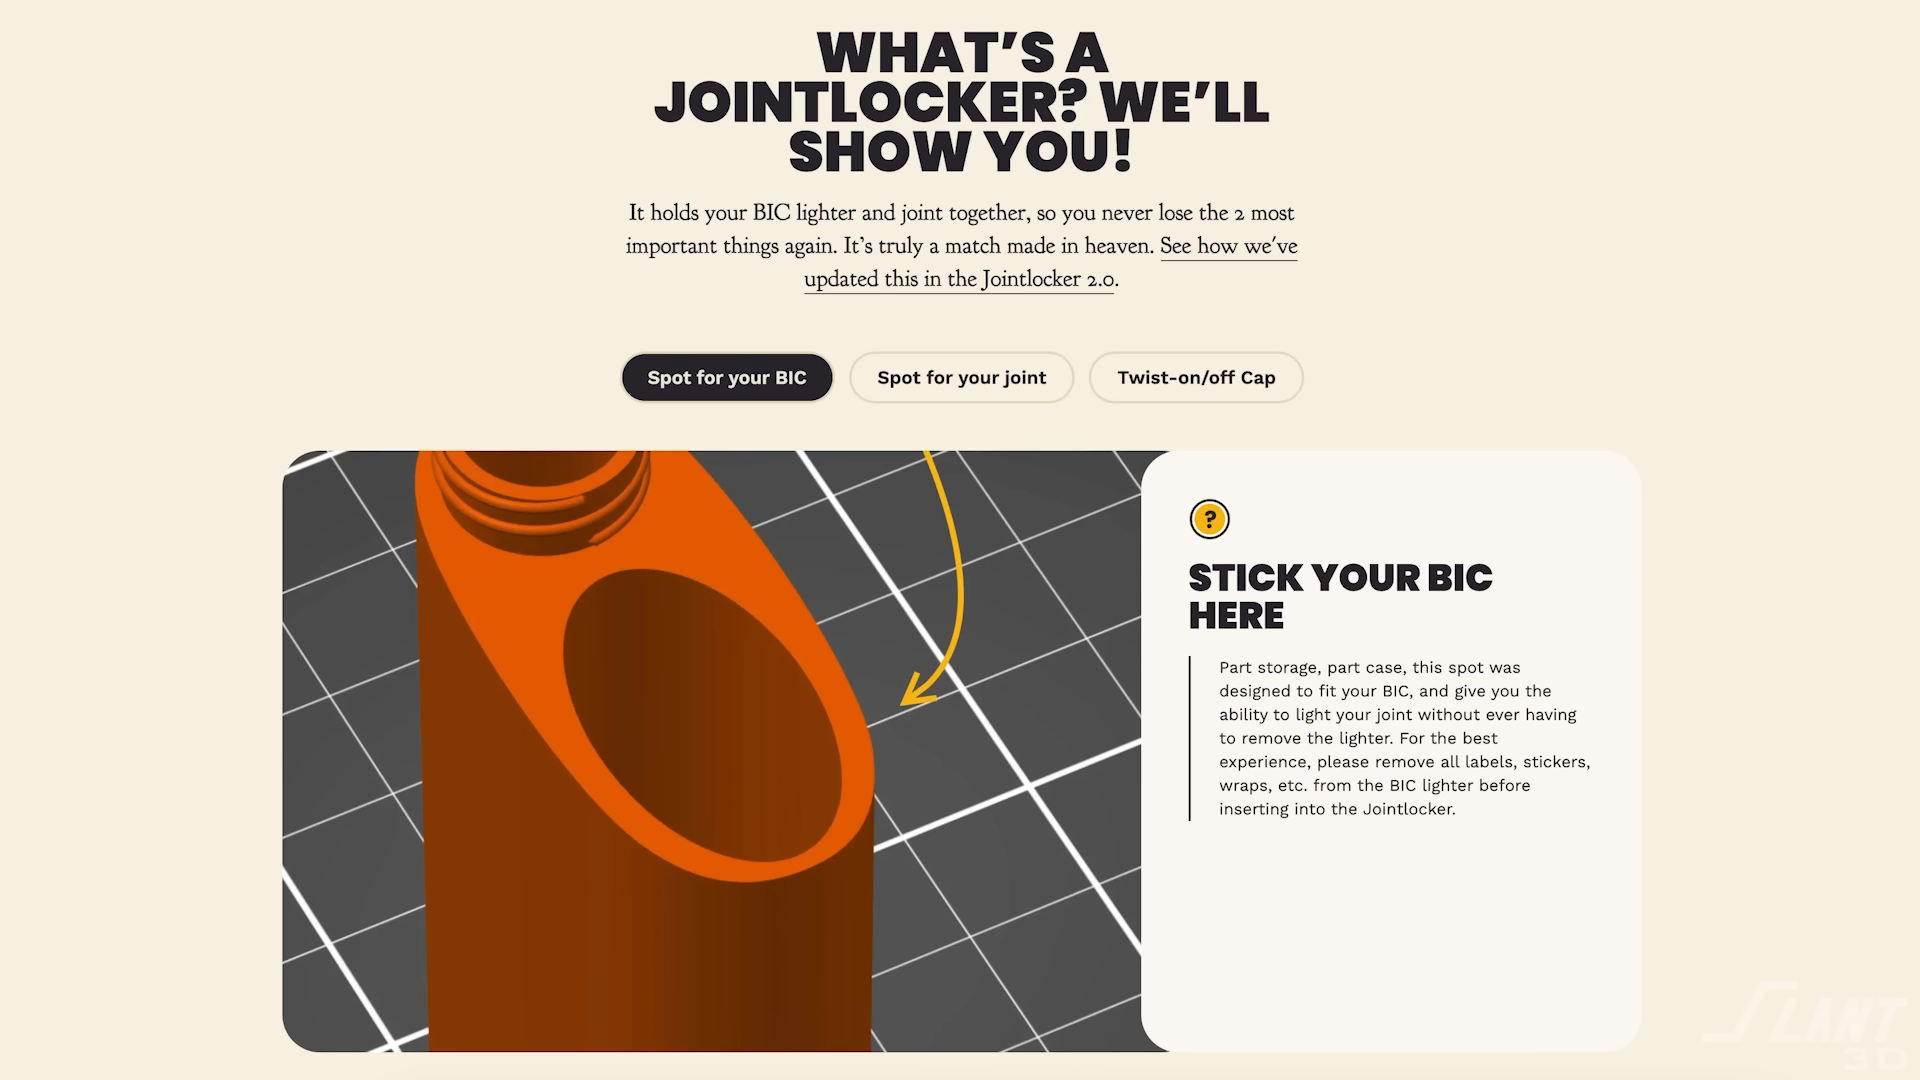 WHAT’S A
JOINTLOCKER? WE’LL
SHOW YOU!
It holds your BIC lighter and joint together, so you never lose the 2 most
important things again. It’s truly a match made in heaven. See how we’ve
updated this in the Jointlocker 2.0.
Spot for your BIC
Spot for your joint
Twist-on/off Cap
?
STICK YOUR BIC
HERE
Part storage, part case, this spot was
designed to fit your BIC, and give you the
ability to light your joint without ever having
to remove the lighter. For the best
experience, please remove all labels, stickers,
wraps, etc. from the BIC lighter before
inserting into the Jointlocker.
SLANT
3D